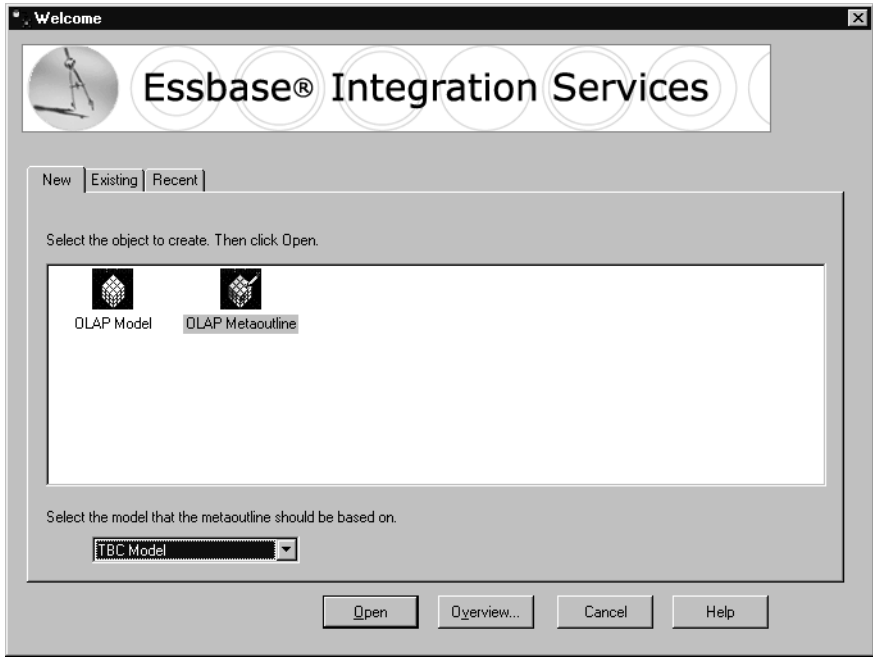 Welcome
Essbase® Integration Services
New Existing Recent
Select the object to create. Then click Open.
OLAP Model OLAP Metaoutline
Select the model that the metaoutline should be based on.
TBC Model
Open Overview... Cancel Help